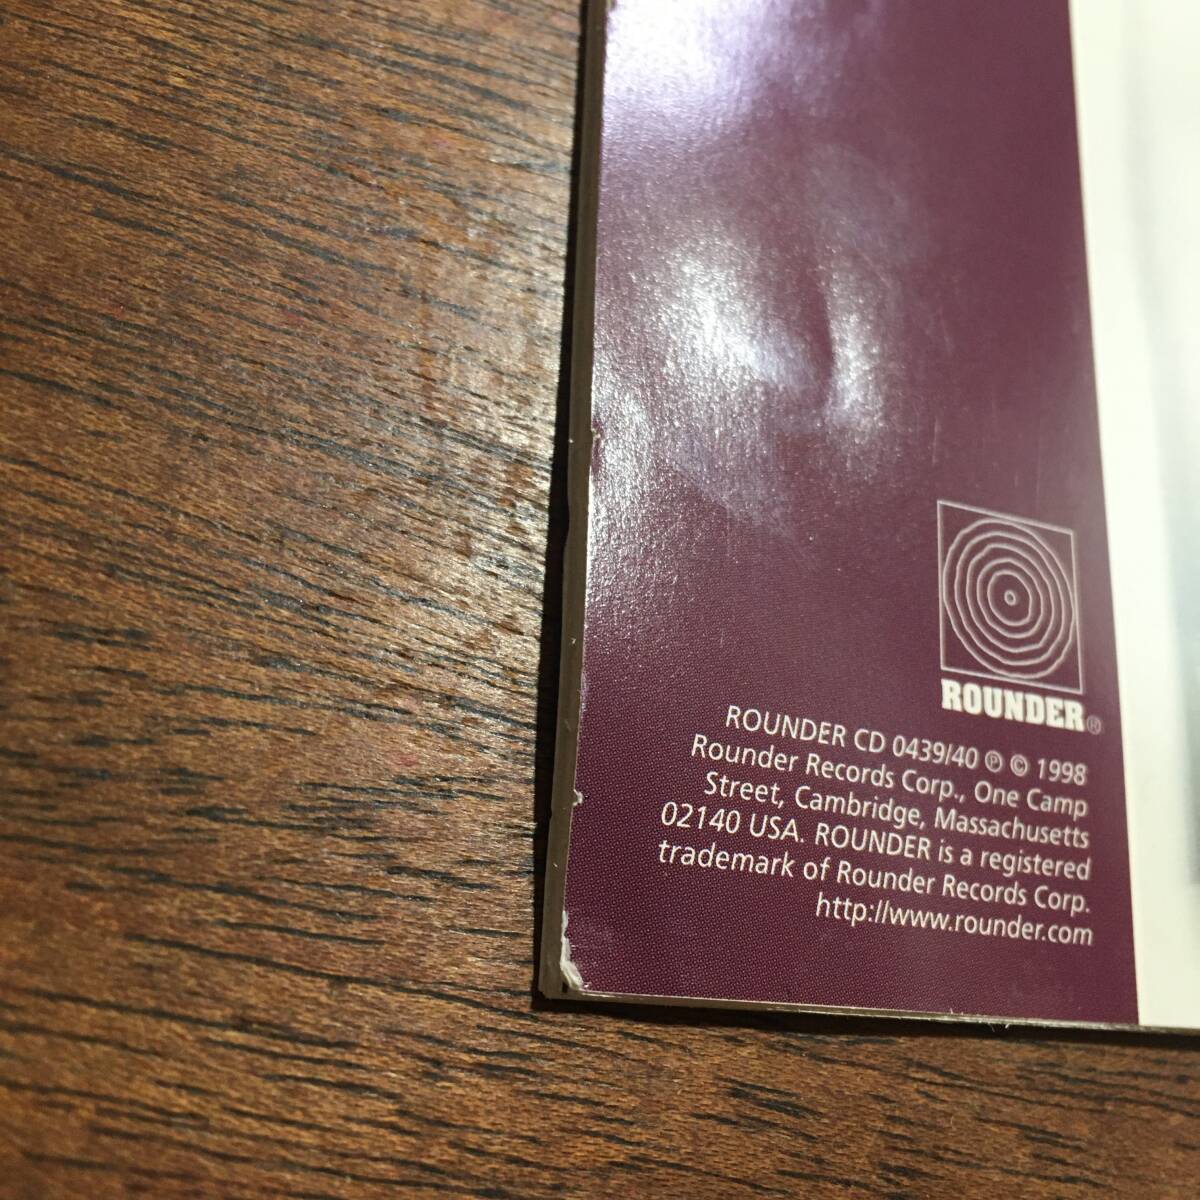 ROUNDER®
ROUNDER CD 0439/40 ℗ © 1998
Rounder Records Corp., One Camp
Street, Cambridge, Massachusetts
02140 USA. ROUNDER is a registered
trademark of Rounder Records Corp.
http://www.rounder.com